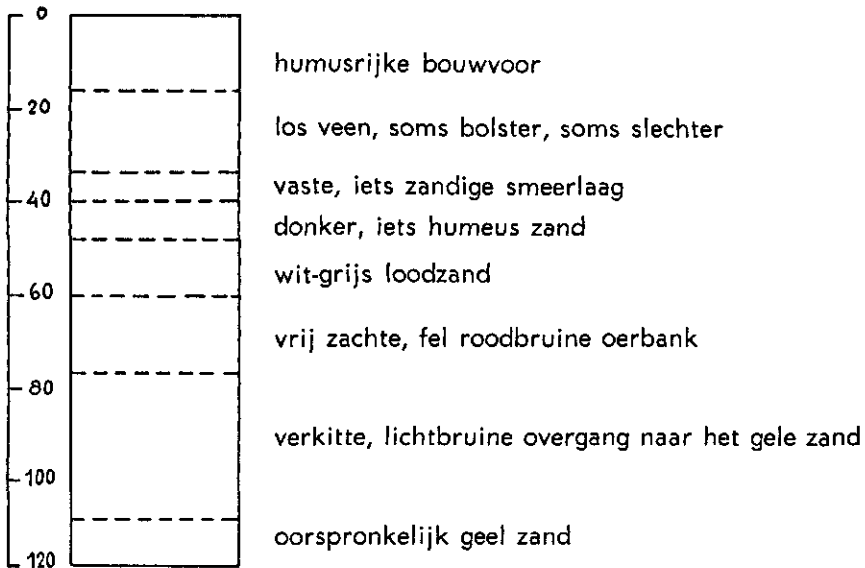 0
humusrijke bouwvoor
20
los veen, soms bolster, soms slechter
vaste, iets zandige smeerlaag
40
donker, iets humeus zand
wit-grijs loodzand
60
vrij zachte, fel roodbruine oerbank
80
verkitte, lichtbruine overgang naar het gele zand
100
oorspronkelijk geel zand
120